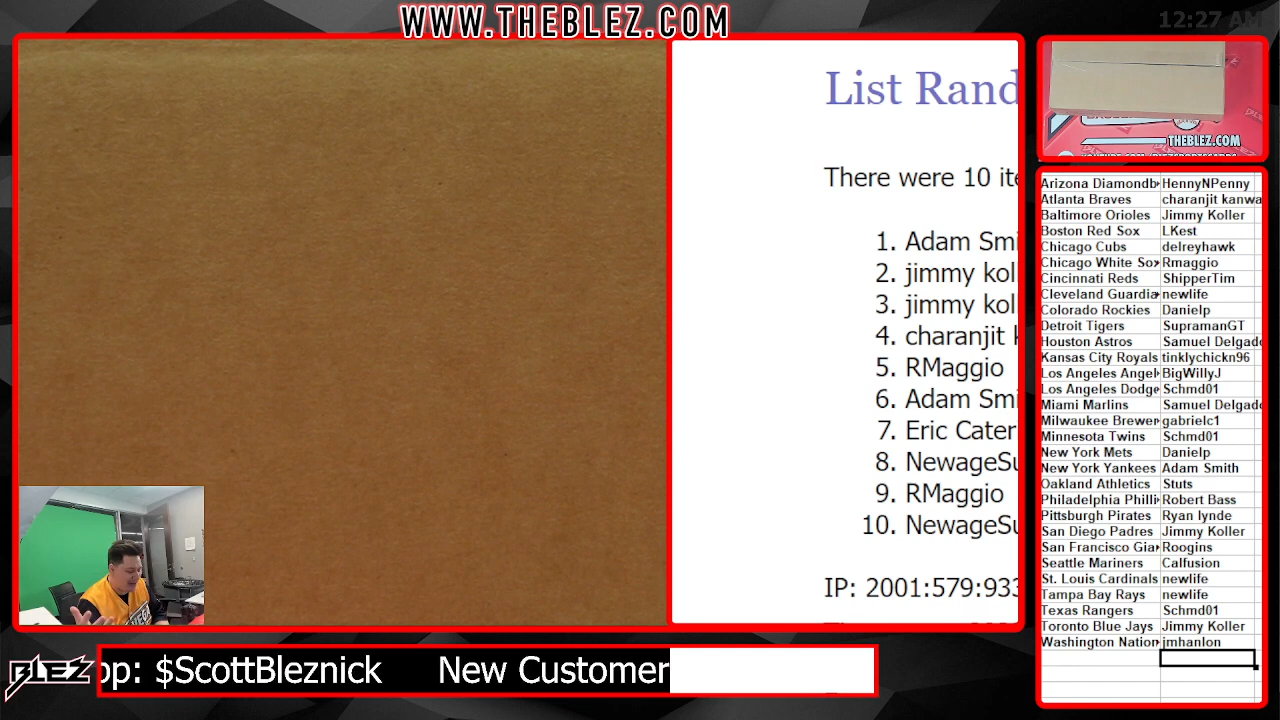 WWW.THEBLEZ.COM
12:27 AM
List Rand
There were 10 ite
1. Adam Smi
2. jimmy kol
3. jimmy kol
4. charanjit k
5. RMaggio
6. Adam Smi
7. Eric Cater
8. NewageSu
9. RMaggio
10. NewageSu
IP: 2001:579:933
THEBLEZ.COM
Arizona Diamondb HennyNPenny
Atlanta Braves charanjit kanwa
Baltimore Orioles Jimmy Koller
Boston Red Sox LKest
Chicago Cubs delreyhawk
Chicago White Sox Rmaggio
Cincinnati Reds ShipperTim
Cleveland Guardia newlife
Colorado Rockies Danielp
Detroit Tigers SupramanGT
Houston Astros Samuel Delgado
Kansas City Royals tinklychickn96
Los Angeles Angel BigWillyJ
Los Angeles Dodge Schmd01
Miami Marlins Samuel Delgado
Milwaukee Brewer gabrielc1
Minnesota Twins Schmd01
New York Mets Danielp
New York Yankees Adam Smith
Oakland Athletics Stuts
Philadelphia Philli Robert Bass
Pittsburgh Pirates Ryan lynde
San Diego Padres Jimmy Koller
San Francisco Gia Roogins
Seattle Mariners Calfusion
St. Louis Cardinals newlife
Tampa Bay Rays newlife
Texas Rangers Schmd01
Toronto Blue Jays Jimmy Koller
Washington Nation jmhanlon
BLEZ
op: $ScottBleznick New Customer